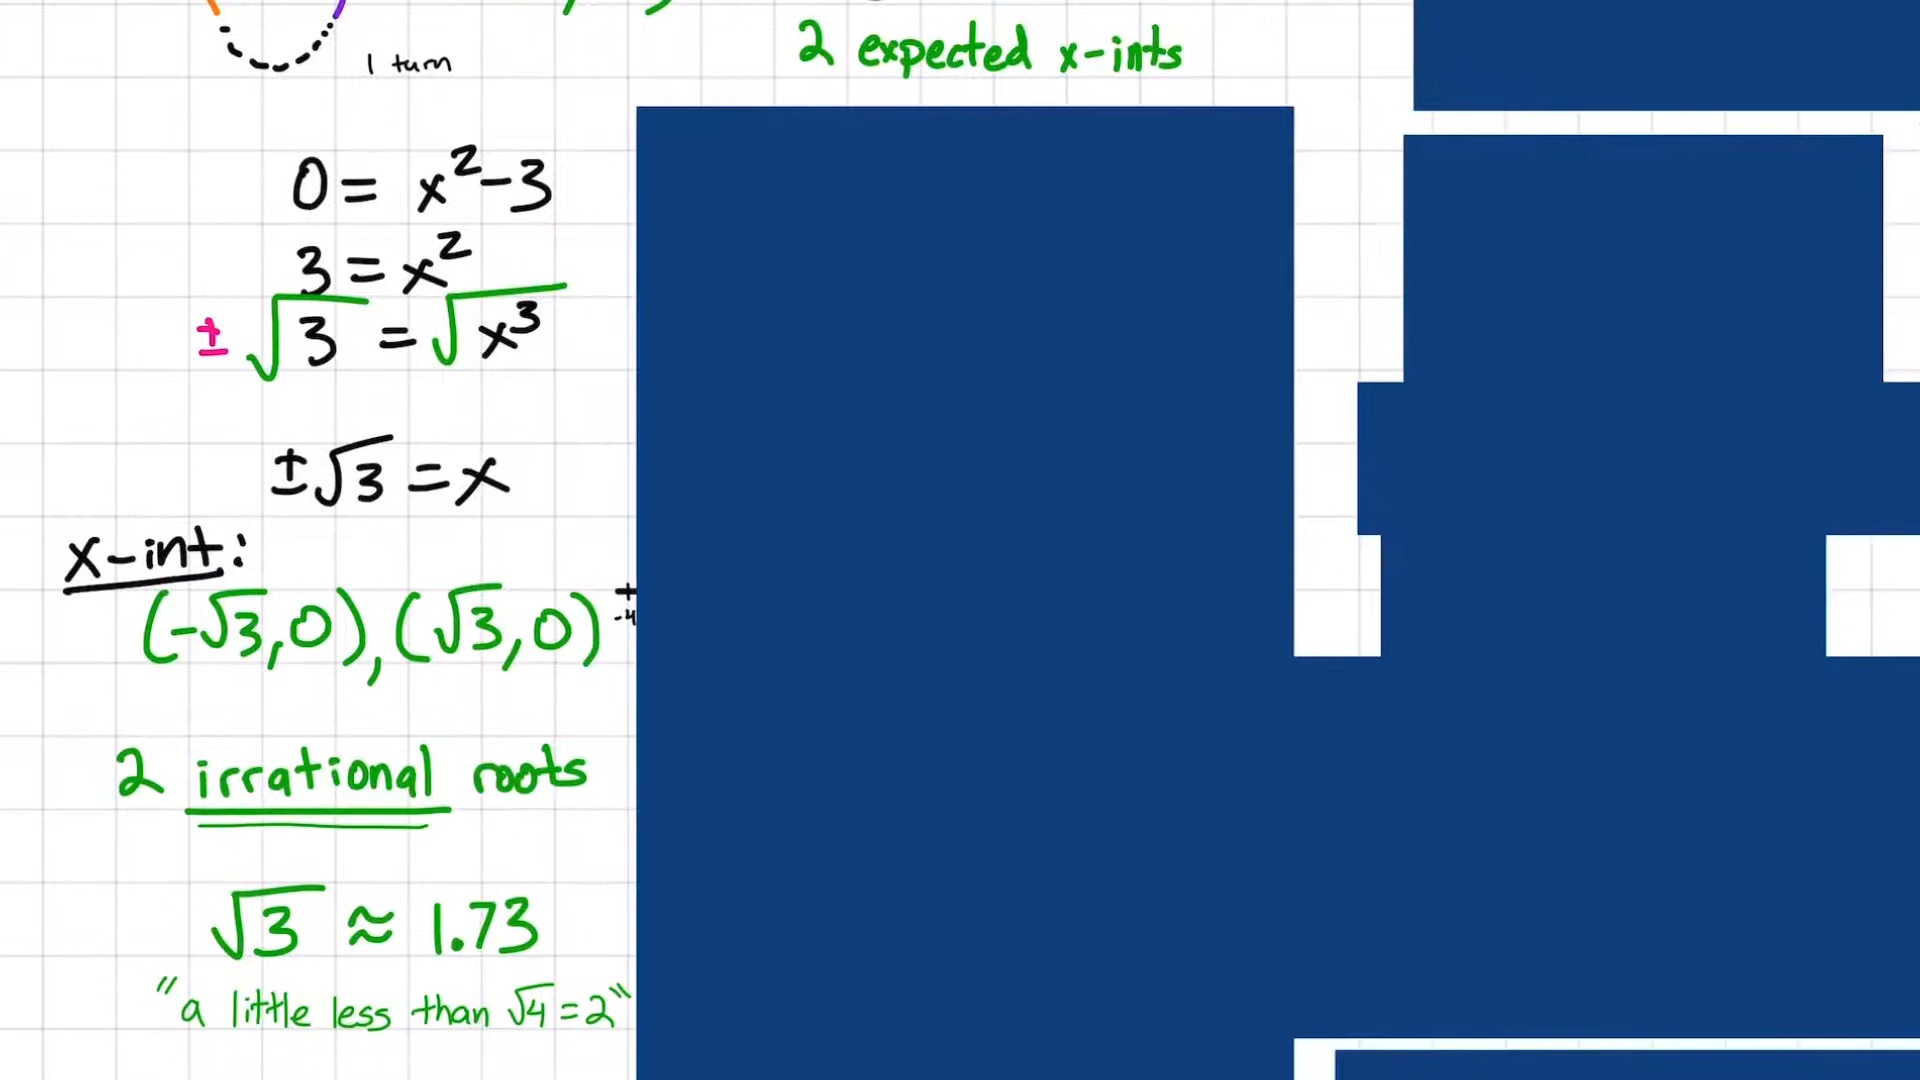 1 turn
2 expected x-ints
0 = x²-3
3 = x²
± √3 = √x³
±√3 = x
x-int:
(-√3,0), (√3,0)
2 irrational roots
√3 ≈ 1.73
"a little less than √4 = 2"